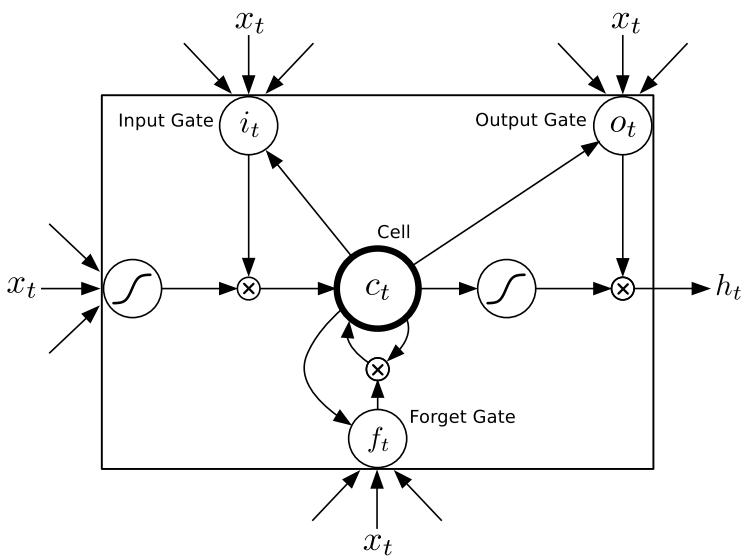 x_t x_t
Input Gate i_t Output Gate o_t
Cell
x_t c_t h_t
Forget Gate
f_t
x_t